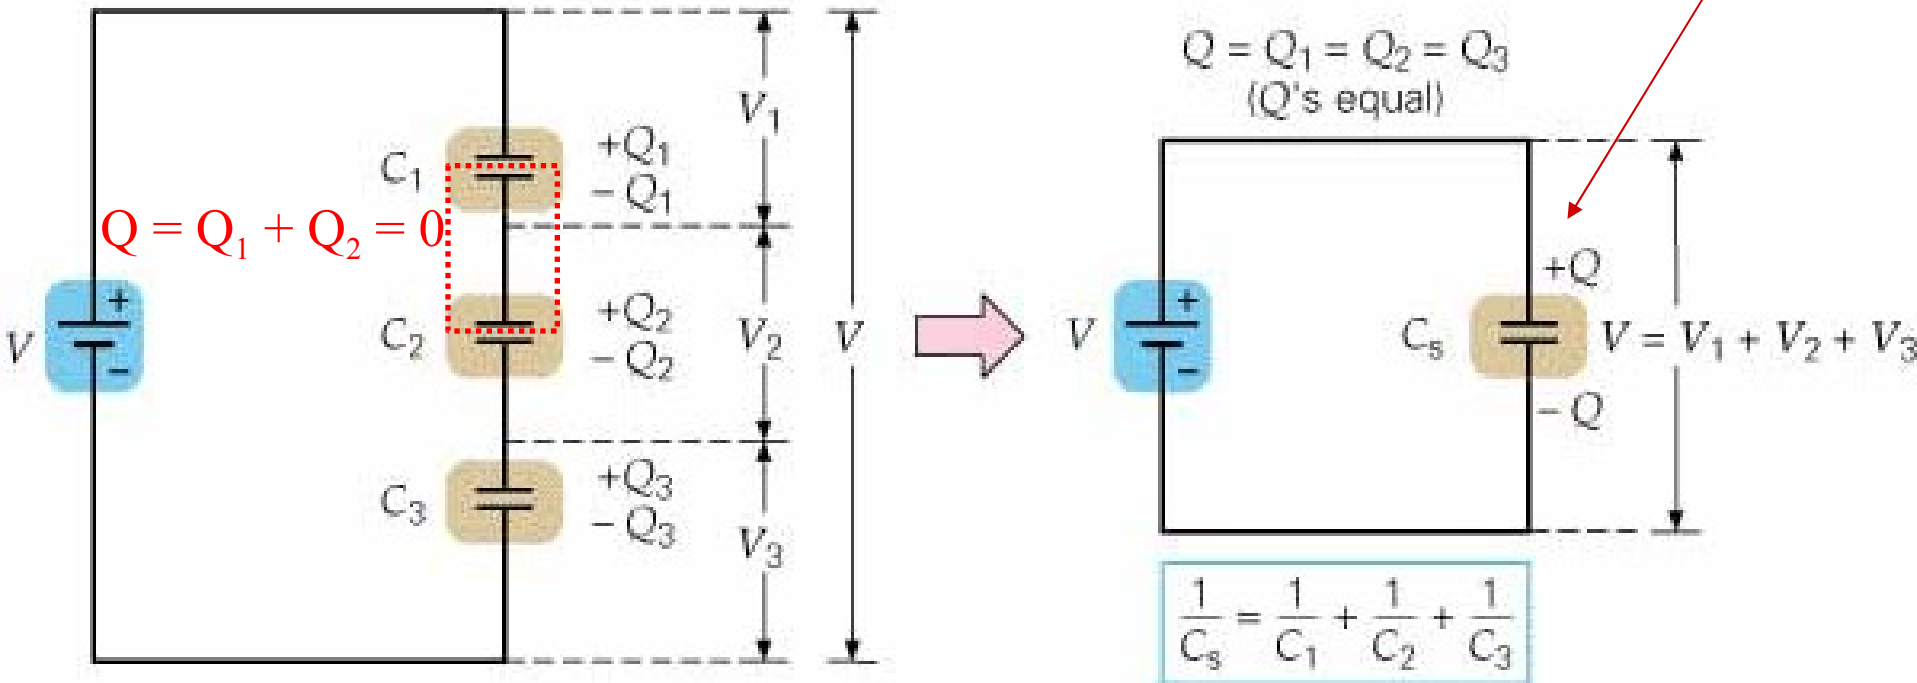 Q = Q₁ = Q₂ = Q₃
(Q's equal)
V₁
+Q₁
C₁
– Q₁
Q = Q₁ + Q₂ = 0
+
V
–
+Q₂
C₂
– Q₂
V₂
V
+Q₃
C₃
– Q₃
V₃
+Q
+
V
–
Cₛ
V = V₁ + V₂ + V₃
– Q
1/Cₛ = 1/C₁ + 1/C₂ + 1/C₃